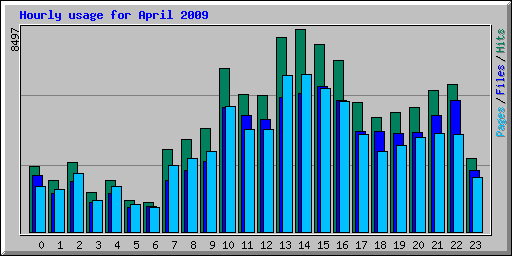 Hourly usage for April 2009
8497
Pages / Files / Hits
0 1 2 3 4 5 6 7 8 9 10 11 12 13 14 15 16 17 18 19 20 21 22 23